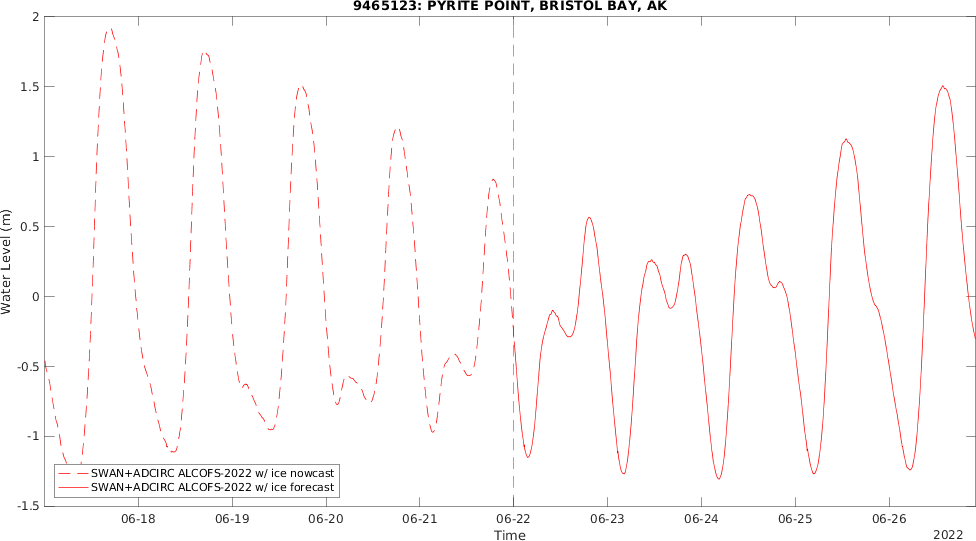 9465123: PYRITE POINT, BRISTOL BAY, AK
2
1.5
1
0.5
0
-0.5
-1
-1.5
Water Level (m)
SWAN+ADCIRC ALCOFS-2022 w/ ice nowcast
SWAN+ADCIRC ALCOFS-2022 w/ ice forecast
06-18 06-19 06-20 06-21 06-22 06-23 06-24 06-25 06-26
Time
2022